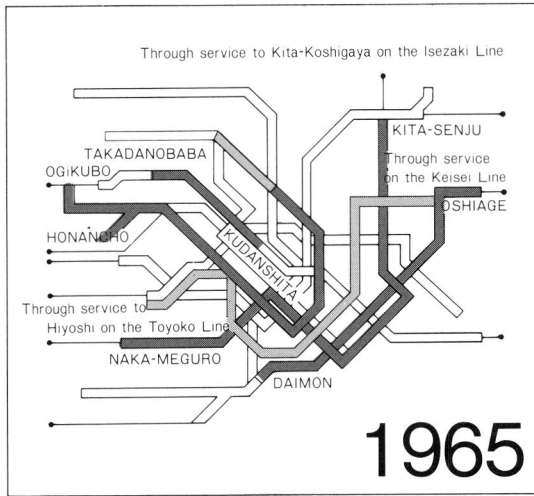 Through service to Kita-Koshigaya on the Isezaki Line
KITA-SENJU
TAKADANOBABA
Through service
on the Keisei Line
OGiKUBO
OSHIAGE
HONANCHO
KUDANSHITA
Through service to
Hiyoshi on the Toyoko Line
NAKA-MEGURO
DAIMON
1965